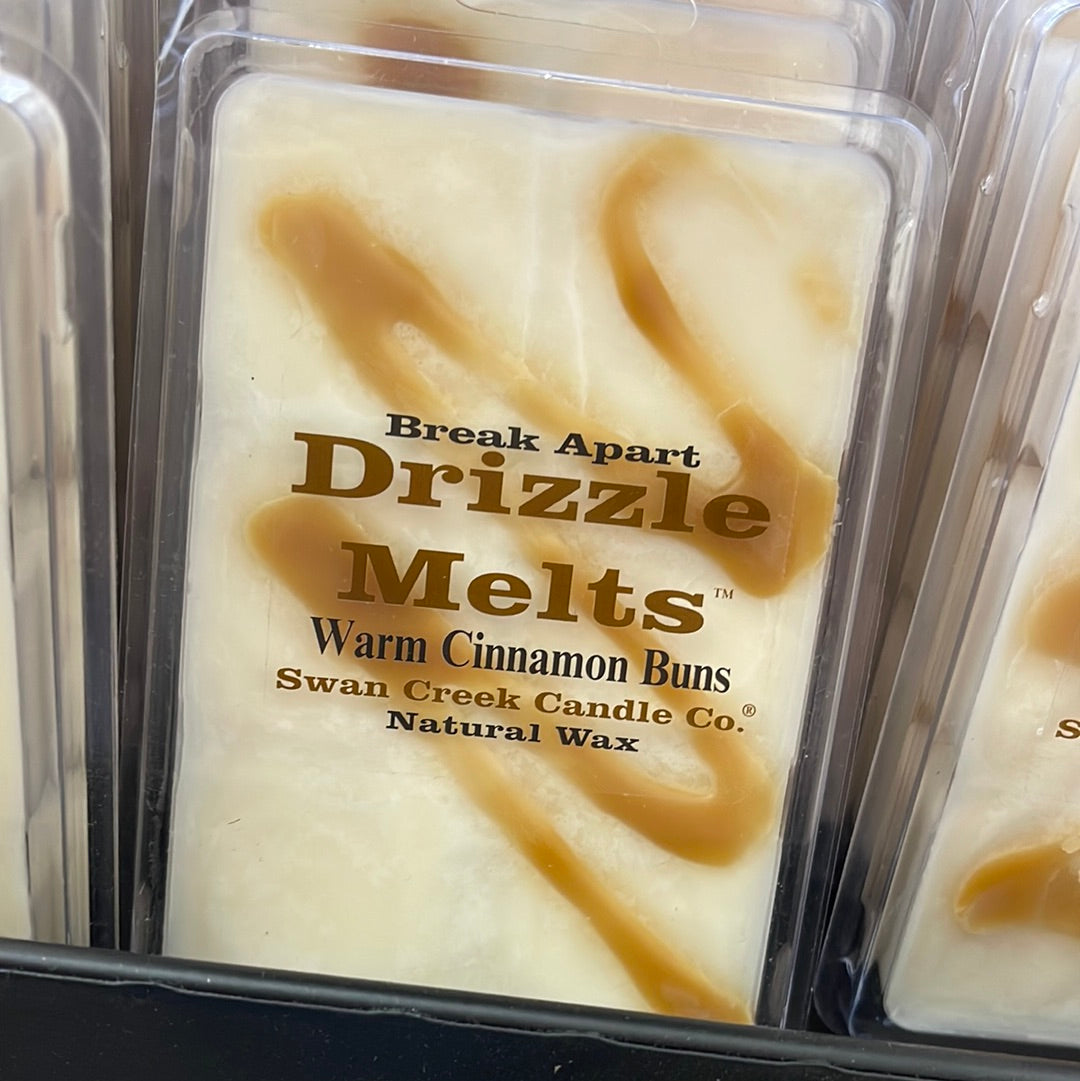 Break Apart
Drizzle
Melts™
Warm Cinnamon Buns
Swan Creek Candle Co.®
Natural Wax
S